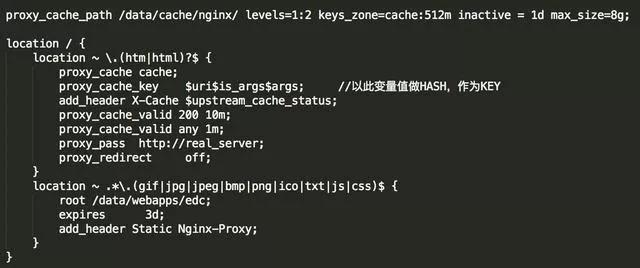 proxy_cache_path /data/cache/nginx/ levels=1:2 keys_zone=cache:512m inactive = 1d max_size=8g;
location / {
    location ~ \.(htm|html)?$ {
        proxy_cache cache;
        proxy_cache_key    $uri$is_args$args;     //以此变量值做HASH，作为KEY
        add_header X-Cache $upstream_cache_status;
        proxy_cache_valid 200 10m;
        proxy_cache_valid any 1m;
        proxy_pass  http://real_server;
        proxy_redirect     off;
    }
    location ~ .*\.(gif|jpg|jpeg|bmp|png|ico|txt|js|css)$ {
        root /data/webapps/edc;
        expires      3d;
        add_header Static Nginx-Proxy;
    }
}